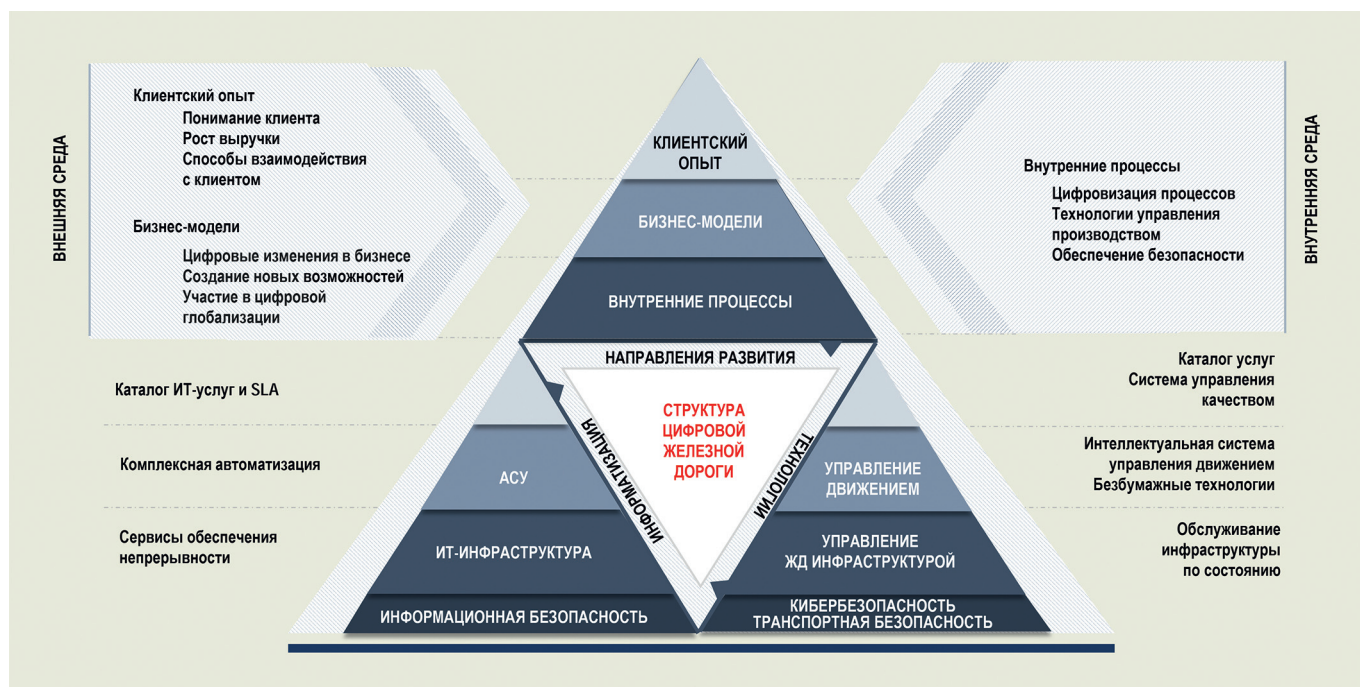 ВНЕШНЯЯ СРЕДА
Клиентский опыт
Понимание клиента
Рост выручки
Способы взаимодействия
с клиентом
Бизнес-модели
Цифровые изменения в бизнесе
Создание новых возможностей
Участие в цифровой
глобализации
КЛИЕНТСКИЙ
ОПЫТ
БИЗНЕС-МОДЕЛИ
ВНУТРЕННИЕ ПРОЦЕССЫ
Внутренние процессы
Цифровизация процессов
Технологии управления
производством
Обеспечение безопасности
ВНУТРЕННЯЯ СРЕДА
Каталог ИТ-услуг и SLA
Комплексная автоматизация
Сервисы обеспечения
непрерывности
АСУ
ИТ-ИНФРАСТРУКТУРА
ИНФОРМАЦИОННАЯ БЕЗОПАСНОСТЬ
НАПРАВЛЕНИЯ РАЗВИТИЯ
ИНФОРМАТИЗАЦИЯ
ТЕХНОЛОГИИ
СТРУКТУРА
ЦИФРОВОЙ
ЖЕЛЕЗНОЙ
ДОРОГИ
УПРАВЛЕНИЕ
ДВИЖЕНИЕМ
УПРАВЛЕНИЕ
ЖД ИНФРАСТРУКТУРОЙ
КИБЕРБЕЗОПАСНОСТЬ
ТРАНСПОРТНАЯ БЕЗОПАСНОСТЬ
Каталог услуг
Система управления
качеством
Интеллектуальная система
управления движением
Безбумажные технологии
Обслуживание
инфраструктуры
по состоянию